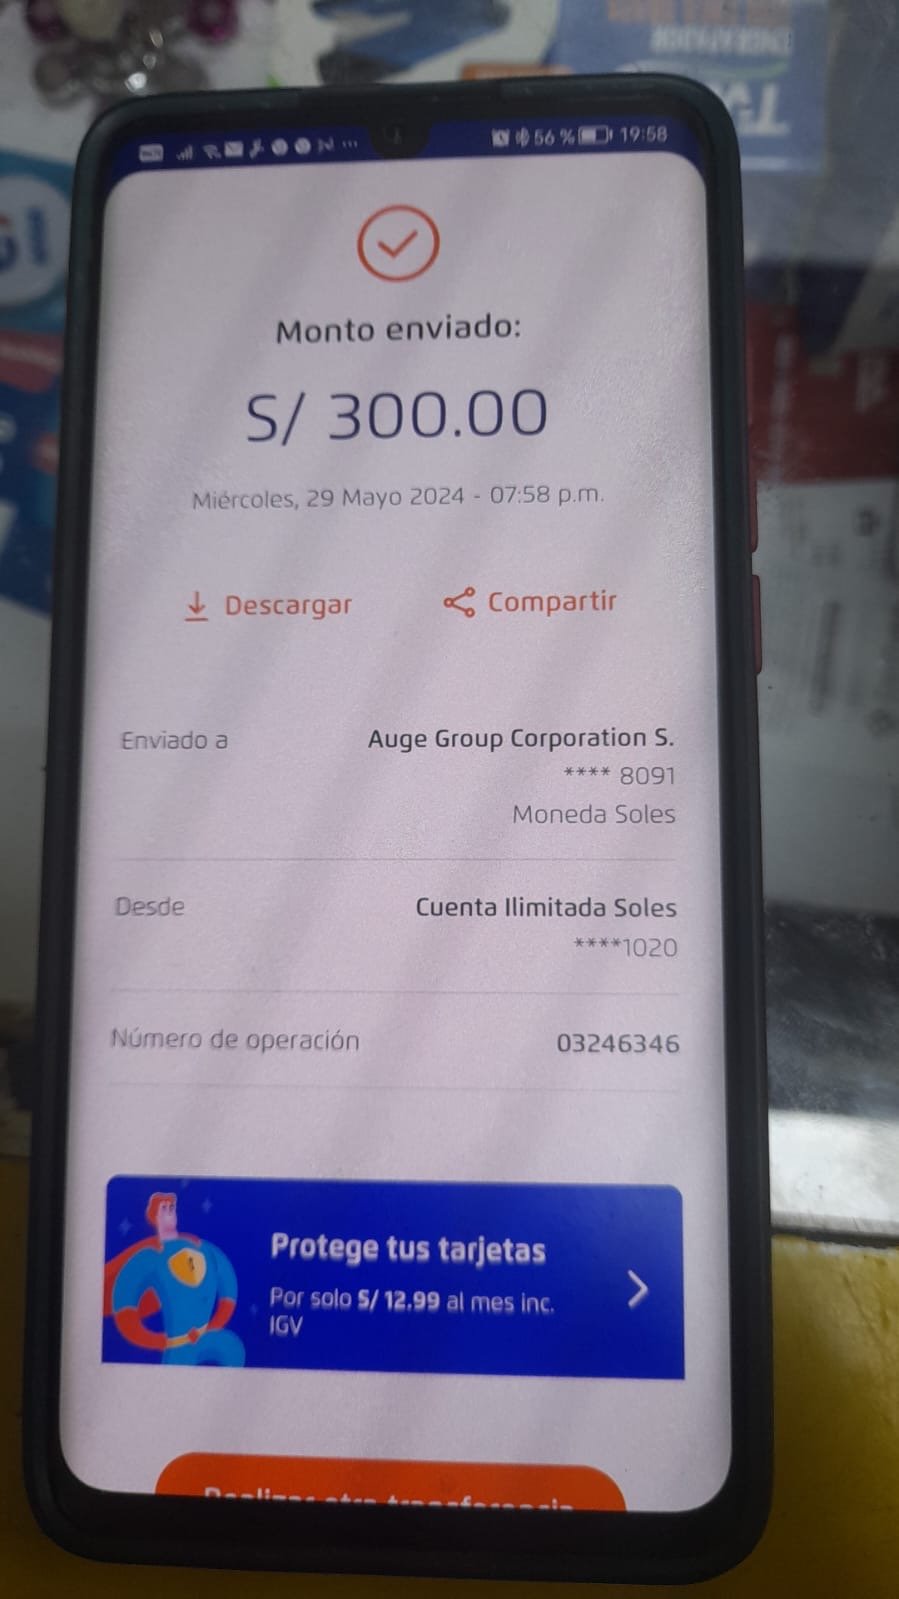 56 % 19:58
Monto enviado:
S/ 300.00
Miércoles, 29 Mayo 2024 - 07:58 p.m.
Descargar
Compartir
Enviado a
Auge Group Corporation S.
**** 8091
Moneda Soles
Desde
Cuenta Ilimitada Soles
****1020
Número de operación
03246346
Protege tus tarjetas
Por solo S/ 12.99 al mes inc.
IGV